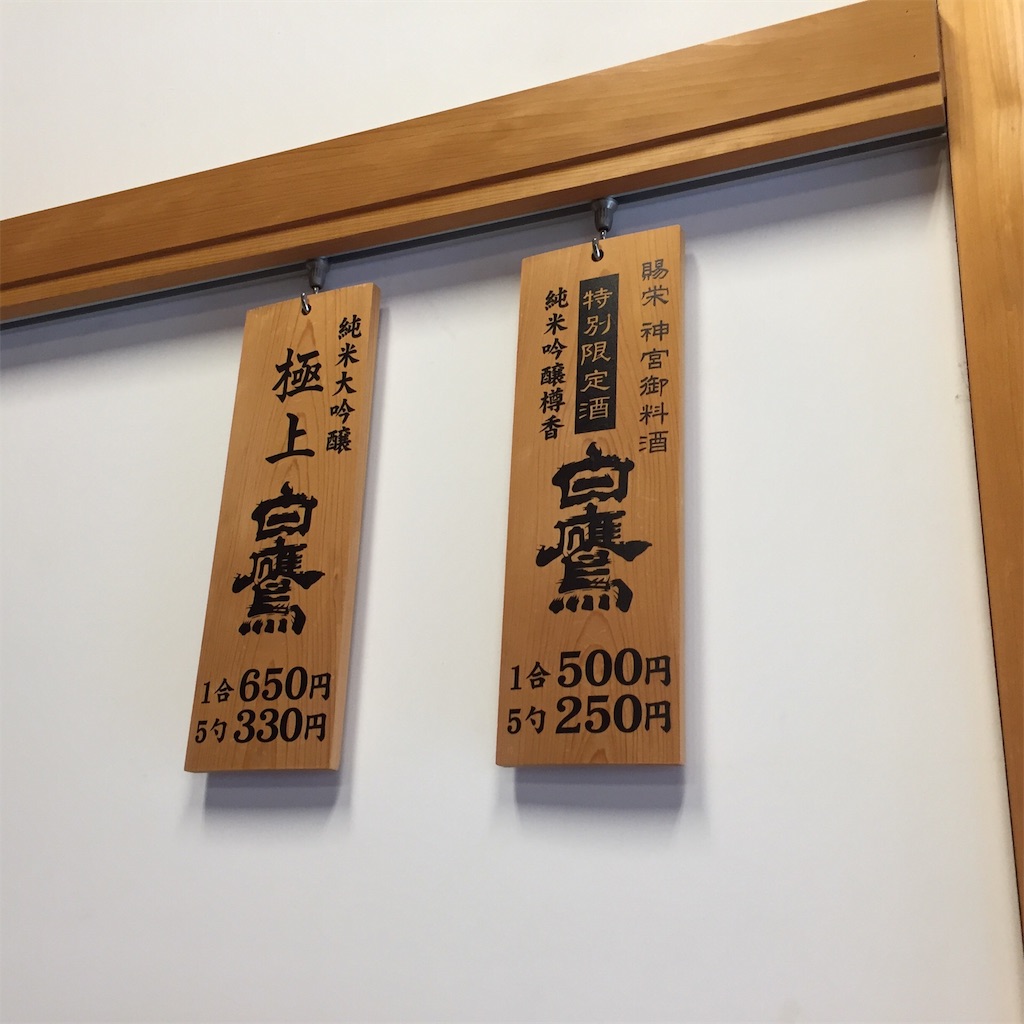 賜栄 神宮御料酒
特別限定酒
純米吟醸樽香
白鷹
1合500円
5勺250円
純米大吟醸
極上
白鷹
1合650円
5勺330円